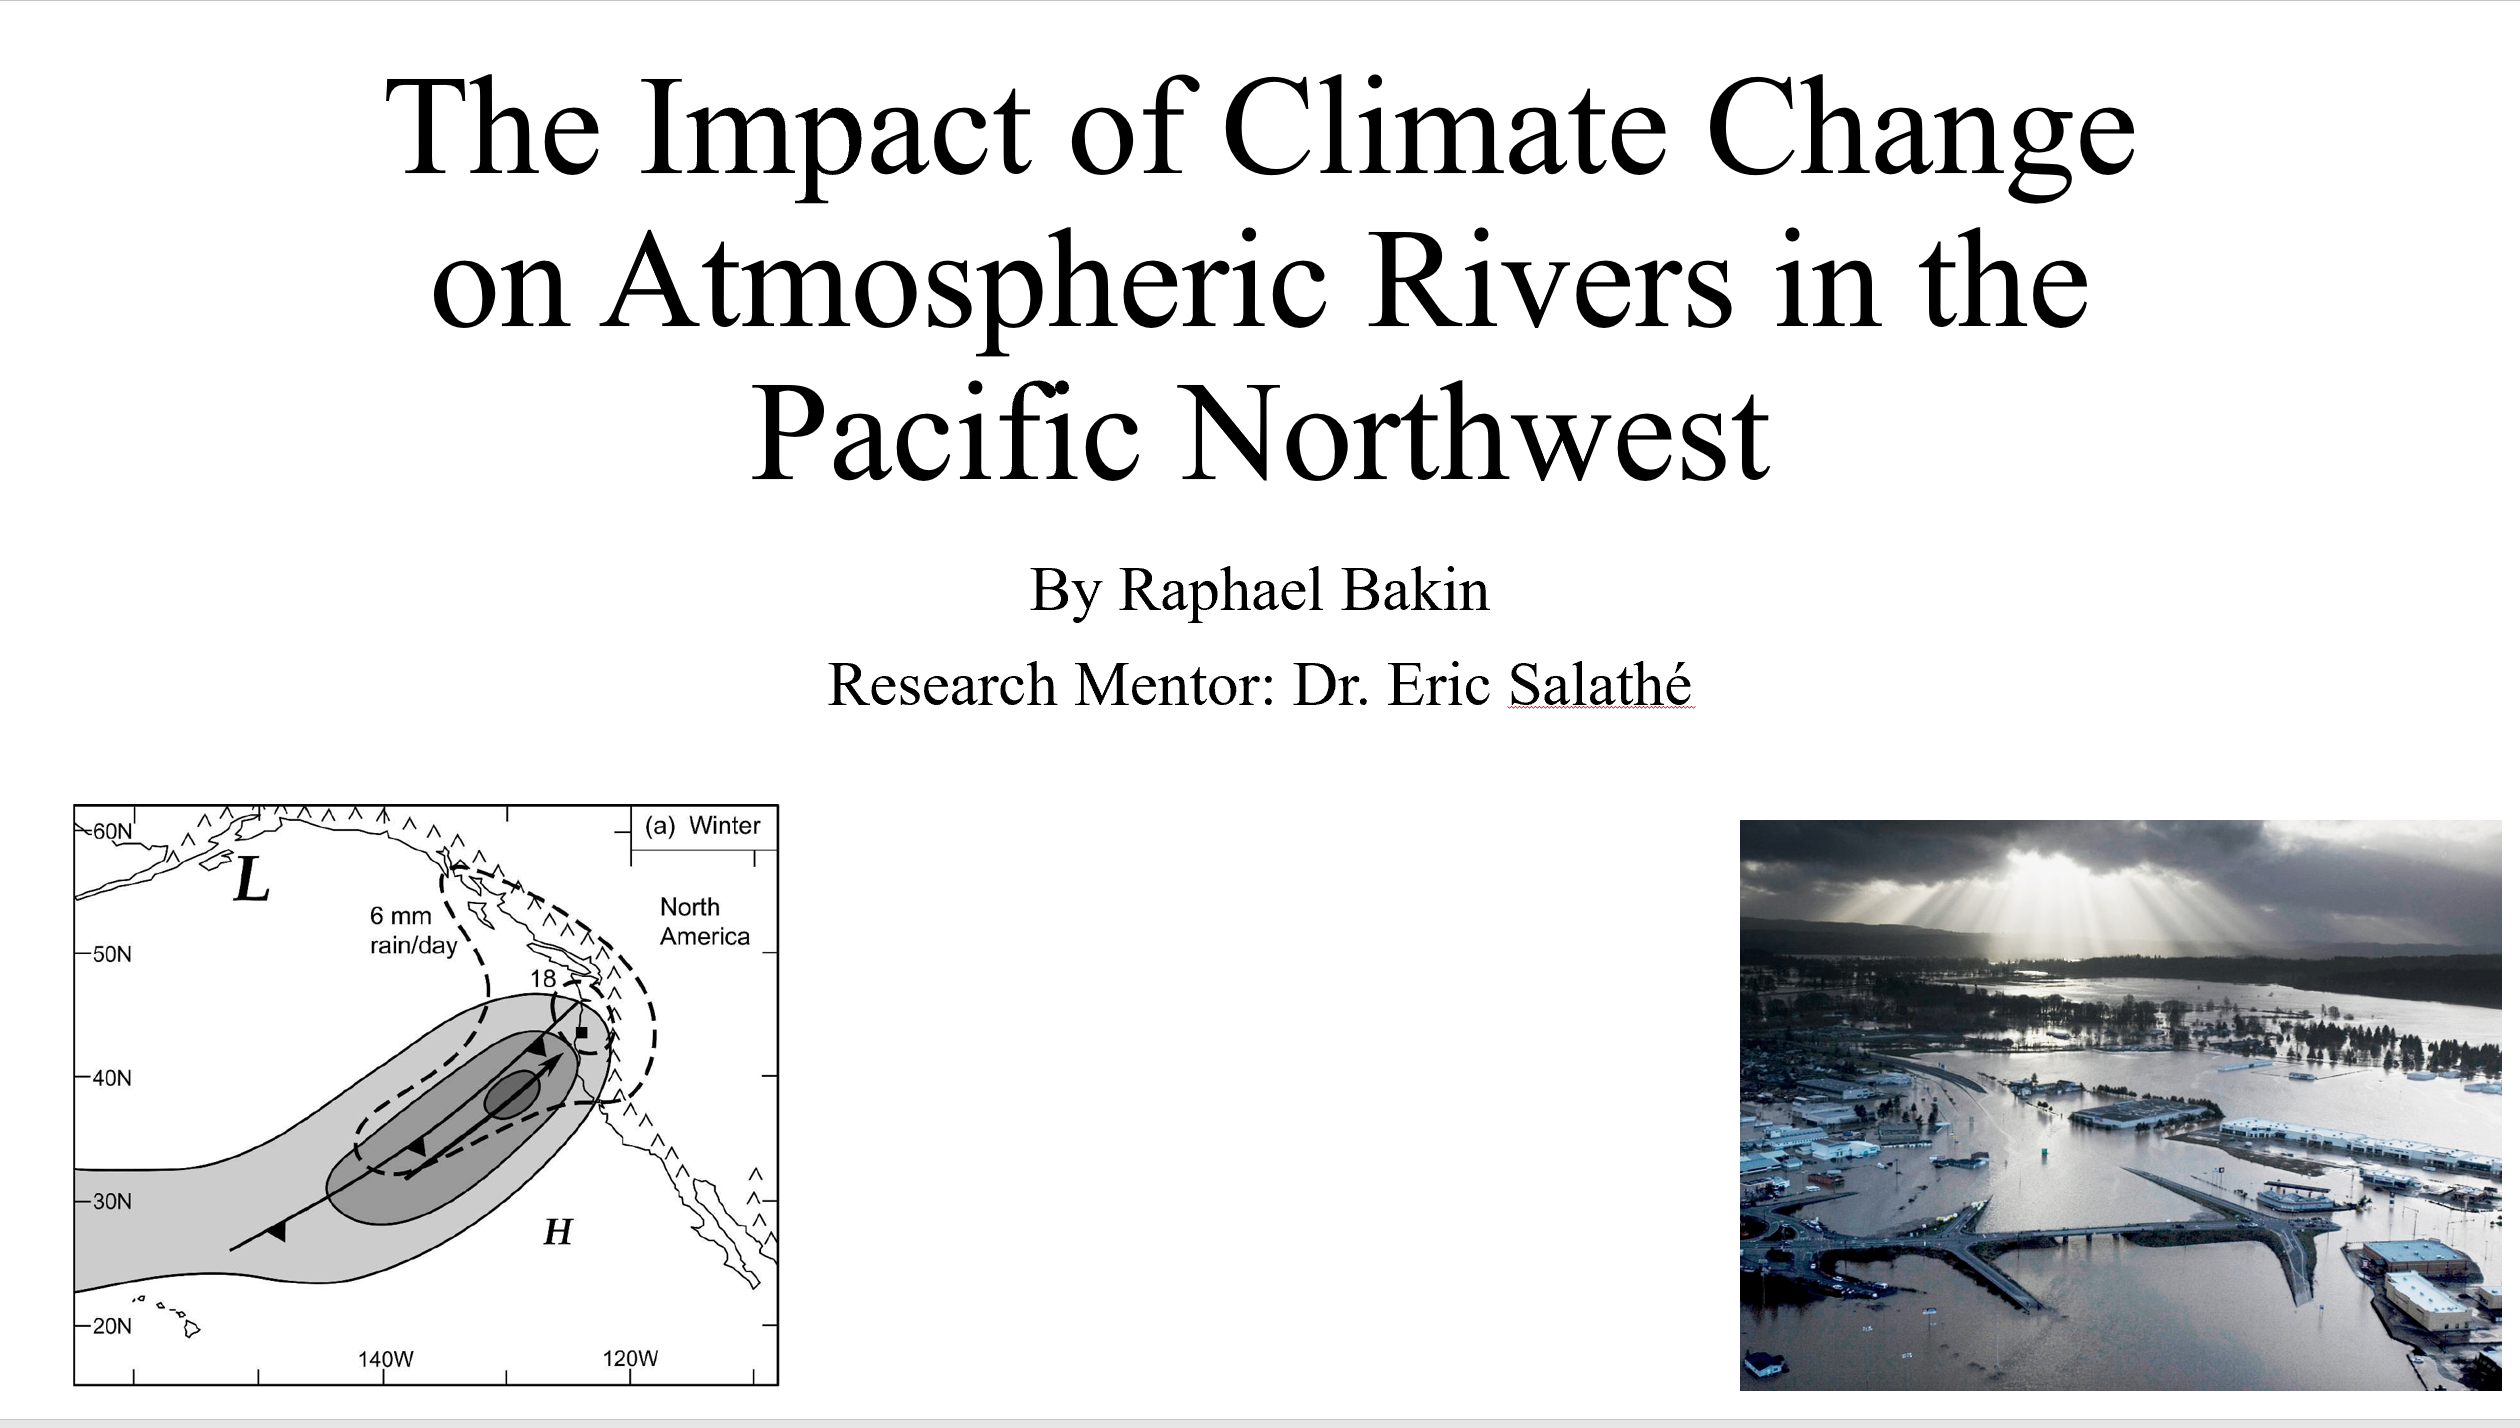 The Impact of Climate Change
on Atmospheric Rivers in the
Pacific Northwest
By Raphael Bakin
Research Mentor: Dr. Eric Salathé
60N
(a) Winter
L
6 mm
rain/day
North
America
50N
18
40N
30N
H
20N
140W
120W